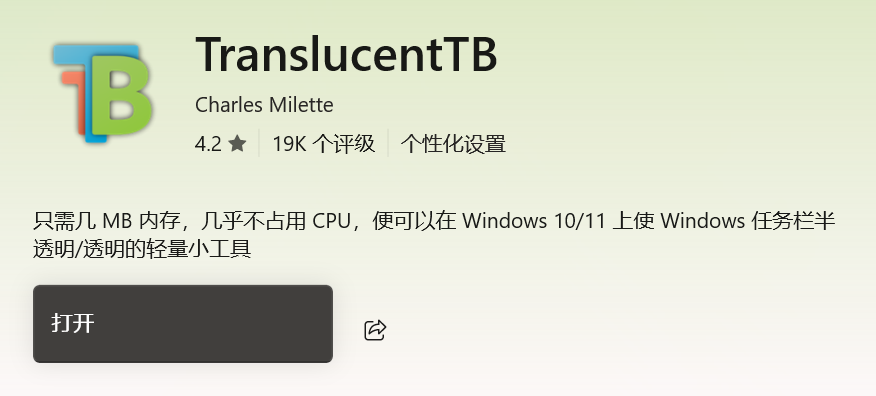 TB
TranslucentTB
Charles Milette
4.2 ★ 19K 个评级 个性化设置
只需几 MB 内存，几乎不占用 CPU，便可以在 Windows 10/11 上使 Windows 任务栏半
透明/透明的轻量小工具
打开